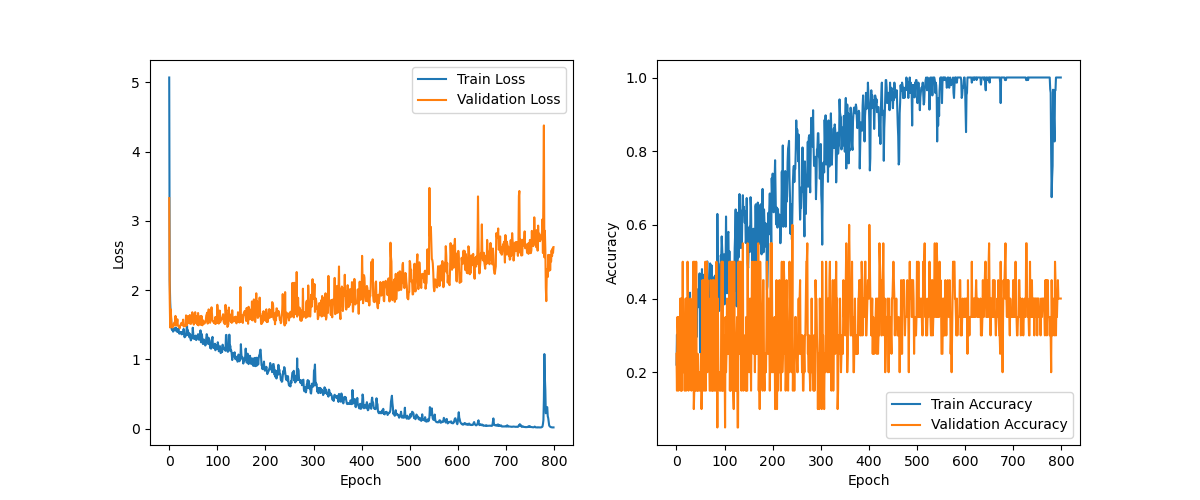 Train Loss
Validation Loss
5
4
3
2
1
0
Loss
0 100 200 300 400 500 600 700 800
Epoch
1.0
0.8
0.6
0.4
0.2
Accuracy
Train Accuracy
Validation Accuracy
0 100 200 300 400 500 600 700 800
Epoch